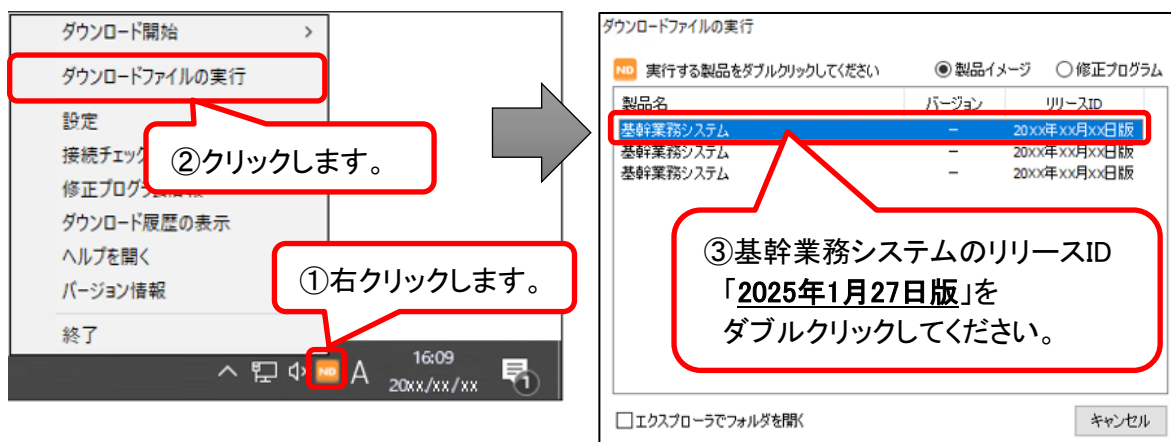 ダウンロード開始 >
ダウンロードファイルの実行
設定
接続チェック
修正プログラム情報
ダウンロード履歴の表示
ヘルプを開く
バージョン情報
終了
②クリックします。
①右クリックします。
ND A 16:09
20xx/xx/xx
1
ダウンロードファイルの実行
ND 実行する製品をダブルクリックしてください 製品イメージ 修正プログラム
製品名 バージョン リリースID
基幹業務システム － 20xx年xx月xx日版
基幹業務システム － 20xx年xx月xx日版
基幹業務システム － 20xx年xx月xx日版
③基幹業務システムのリリースID
「2025年1月27日版」を
ダブルクリックしてください。
エクスプローラでフォルダを開く キャンセル